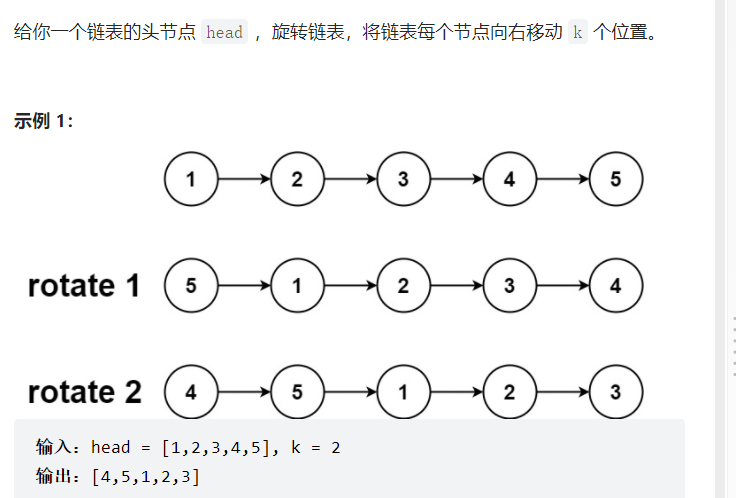 给你一个链表的头节点 head ，旋转链表，将链表每个节点向右移动 k 个位置。
示例 1：
1 2 3 4 5
rotate 1 5 1 2 3 4
rotate 2 4 5 1 2 3
输入：head = [1,2,3,4,5], k = 2
输出：[4,5,1,2,3]